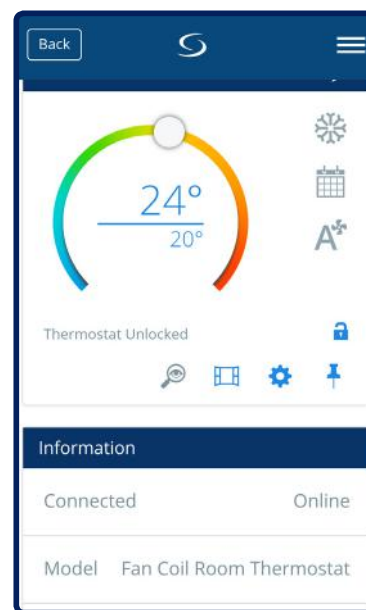 Back
24°
20°
A
Thermostat Unlocked
Information
Connected Online
Model Fan Coil Room Thermostat